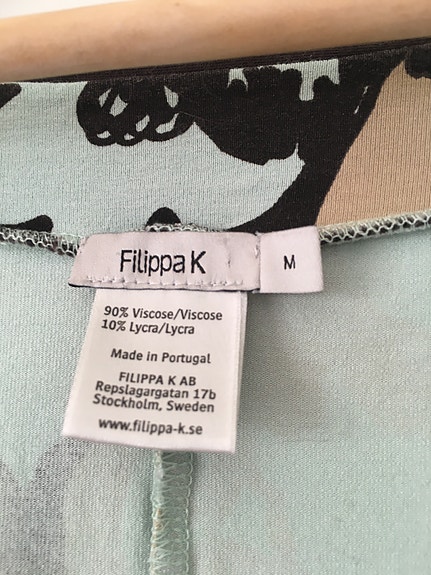 Filippa K
M
90% Viscose/Viscose
10% Lycra/Lycra
Made in Portugal
FILIPPA K AB
Repslagargatan 17b
Stockholm, Sweden
www.filippa-k.se